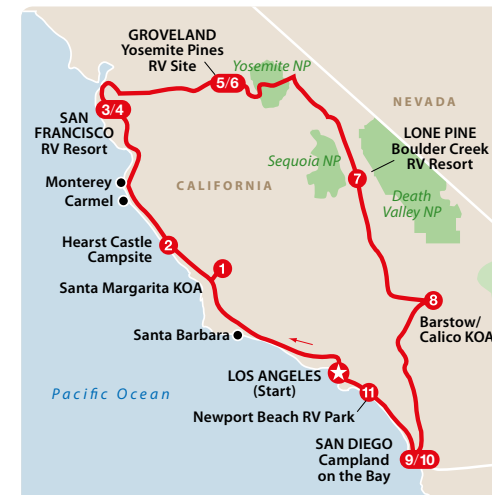 GROVELAND
Yosemite Pines
RV Site
5/6
Yosemite NP
3/4
SAN
FRANCISCO
RV Resort
NEVADA
LONE PINE
Boulder Creek
RV Resort
Sequoia NP
7
Monterey
Carmel
CALIFORNIA
Death
Valley NP
Hearst Castle
Campsite
2
1
Santa Margarita KOA
8
Barstow/
Calico KOA
Santa Barbara
Pacific Ocean
LOS ANGELES
(Start)
11
Newport Beach RV Park
SAN DIEGO
Campland
on the Bay
9/10